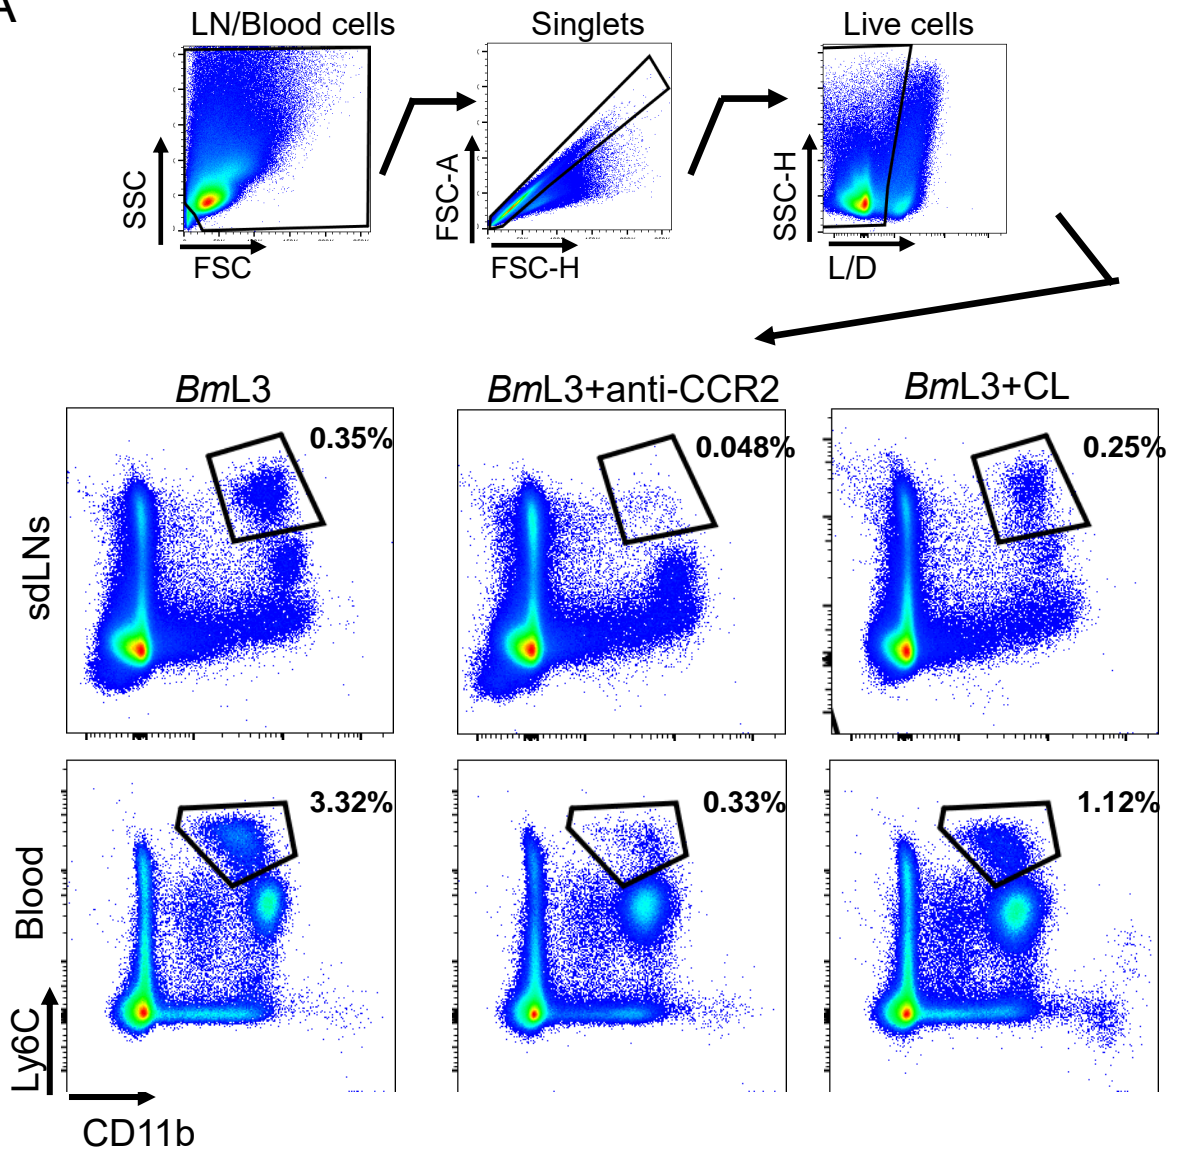 A
LN/Blood cells
Singlets
Live cells
SSC
FSC
FSC-A
FSC-H
SSC-H
L/D
BmL3
BmL3+anti-CCR2
BmL3+CL
sdLNs
0.35%
0.048%
0.25%
Blood
3.32%
0.33%
1.12%
Ly6C
CD11b